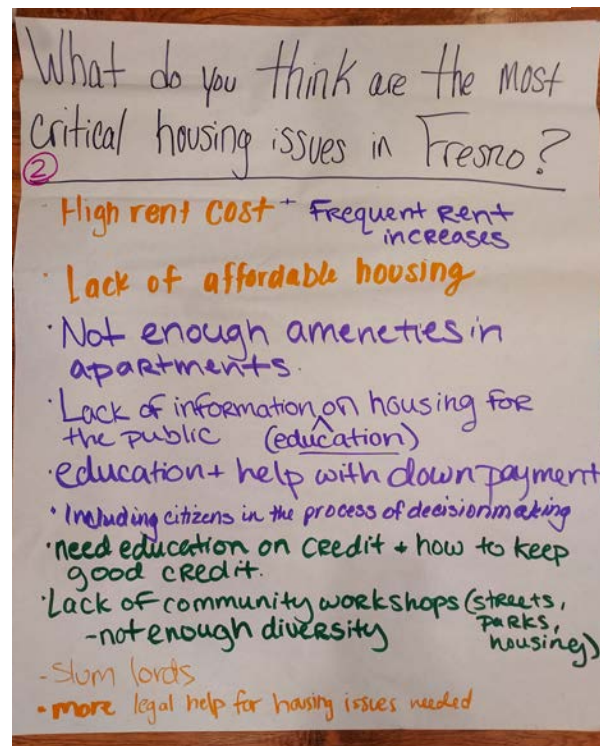 What do you think are the most
critical housing issues in Fresno?
②
· High rent cost + Frequent Rent
increases
· Lack of affordable housing
· Not enough ameneties in
apartments.
· Lack of information on housing for
the public (education)
· education + help with down payment
· Including citizens in the process of decisionmaking
· need education on credit + how to keep
good credit.
· Lack of community workshops (streets,
parks,
- not enough diversity
housing)
- Slum lords
- more legal help for housing issues needed